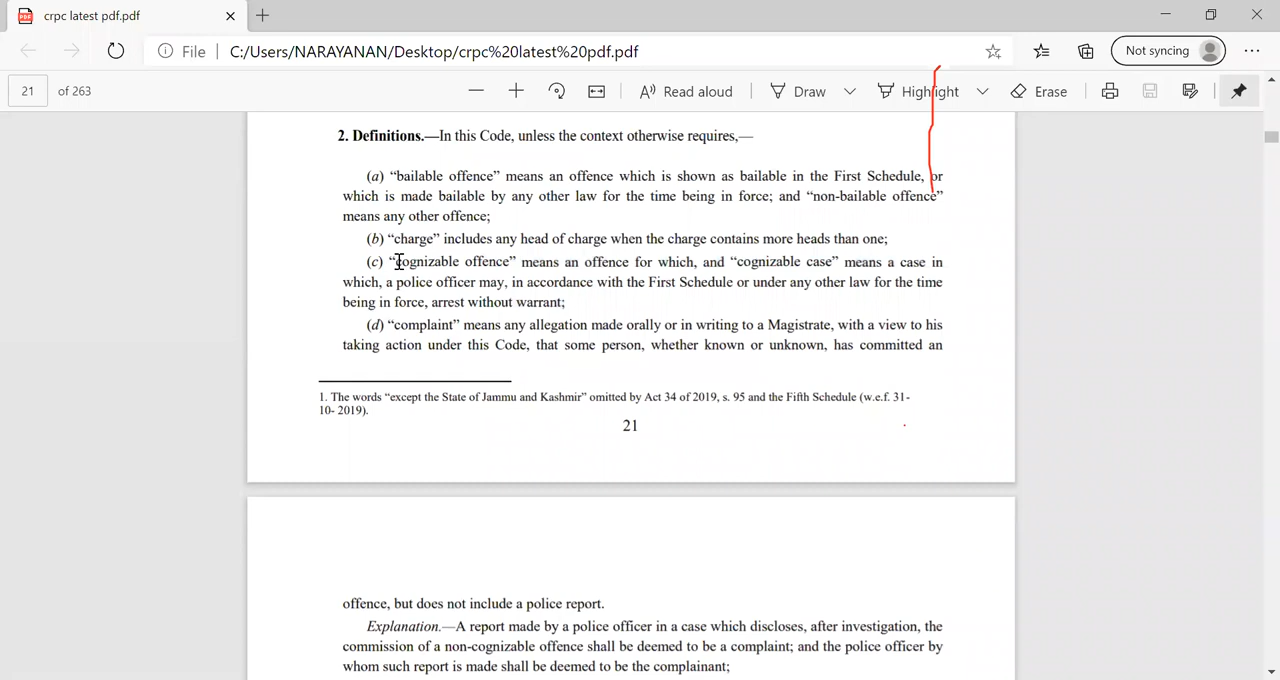 crpc latest pdf.pdf
File C:/Users/NARAYANAN/Desktop/crpc%20latest%20pdf.pdf Not syncing
21 of 263 Read aloud Draw Highlight Erase
2. Definitions.—In this Code, unless the context otherwise requires,—
(a) “bailable offence” means an offence which is shown as bailable in the First Schedule, or
which is made bailable by any other law for the time being in force; and “non-bailable offence”
means any other offence;
(b) “charge” includes any head of charge when the charge contains more heads than one;
(c) “cognizable offence” means an offence for which, and “cognizable case” means a case in
which, a police officer may, in accordance with the First Schedule or under any other law for the time
being in force, arrest without warrant;
(d) “complaint” means any allegation made orally or in writing to a Magistrate, with a view to his
taking action under this Code, that some person, whether known or unknown, has committed an
1. The words “except the State of Jammu and Kashmir” omitted by Act 34 of 2019, s. 95 and the Fifth Schedule (w.e.f. 31-
10- 2019).
21
offence, but does not include a police report.
Explanation.—A report made by a police officer in a case which discloses, after investigation, the
commission of a non-cognizable offence shall be deemed to be a complaint; and the police officer by
whom such report is made shall be deemed to be the complainant;